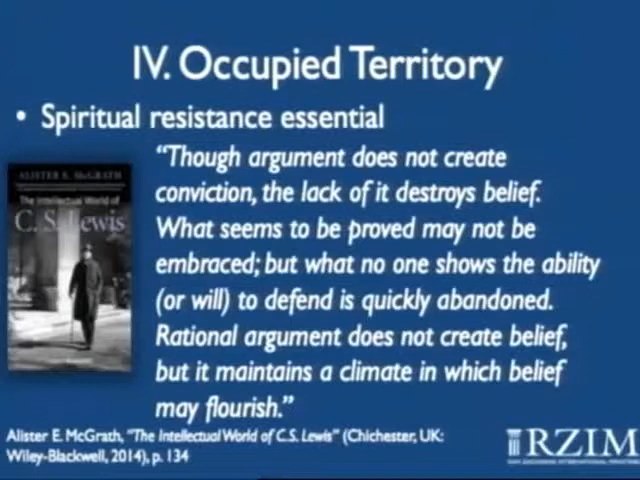 IV. Occupied Territory
• Spiritual resistance essential
ALISTER E. McGRATH
The Intellectual World of
C. S. Lewis
“Though argument does not create
conviction, the lack of it destroys belief.
What seems to be proved may not be
embraced; but what no one shows the ability
(or will) to defend is quickly abandoned.
Rational argument does not create belief,
but it maintains a climate in which belief
may flourish.”
Alister E. McGrath, “The Intellectual World of C.S. Lewis” (Chichester, UK:
Wiley-Blackwell, 2014), p. 134
RZIM